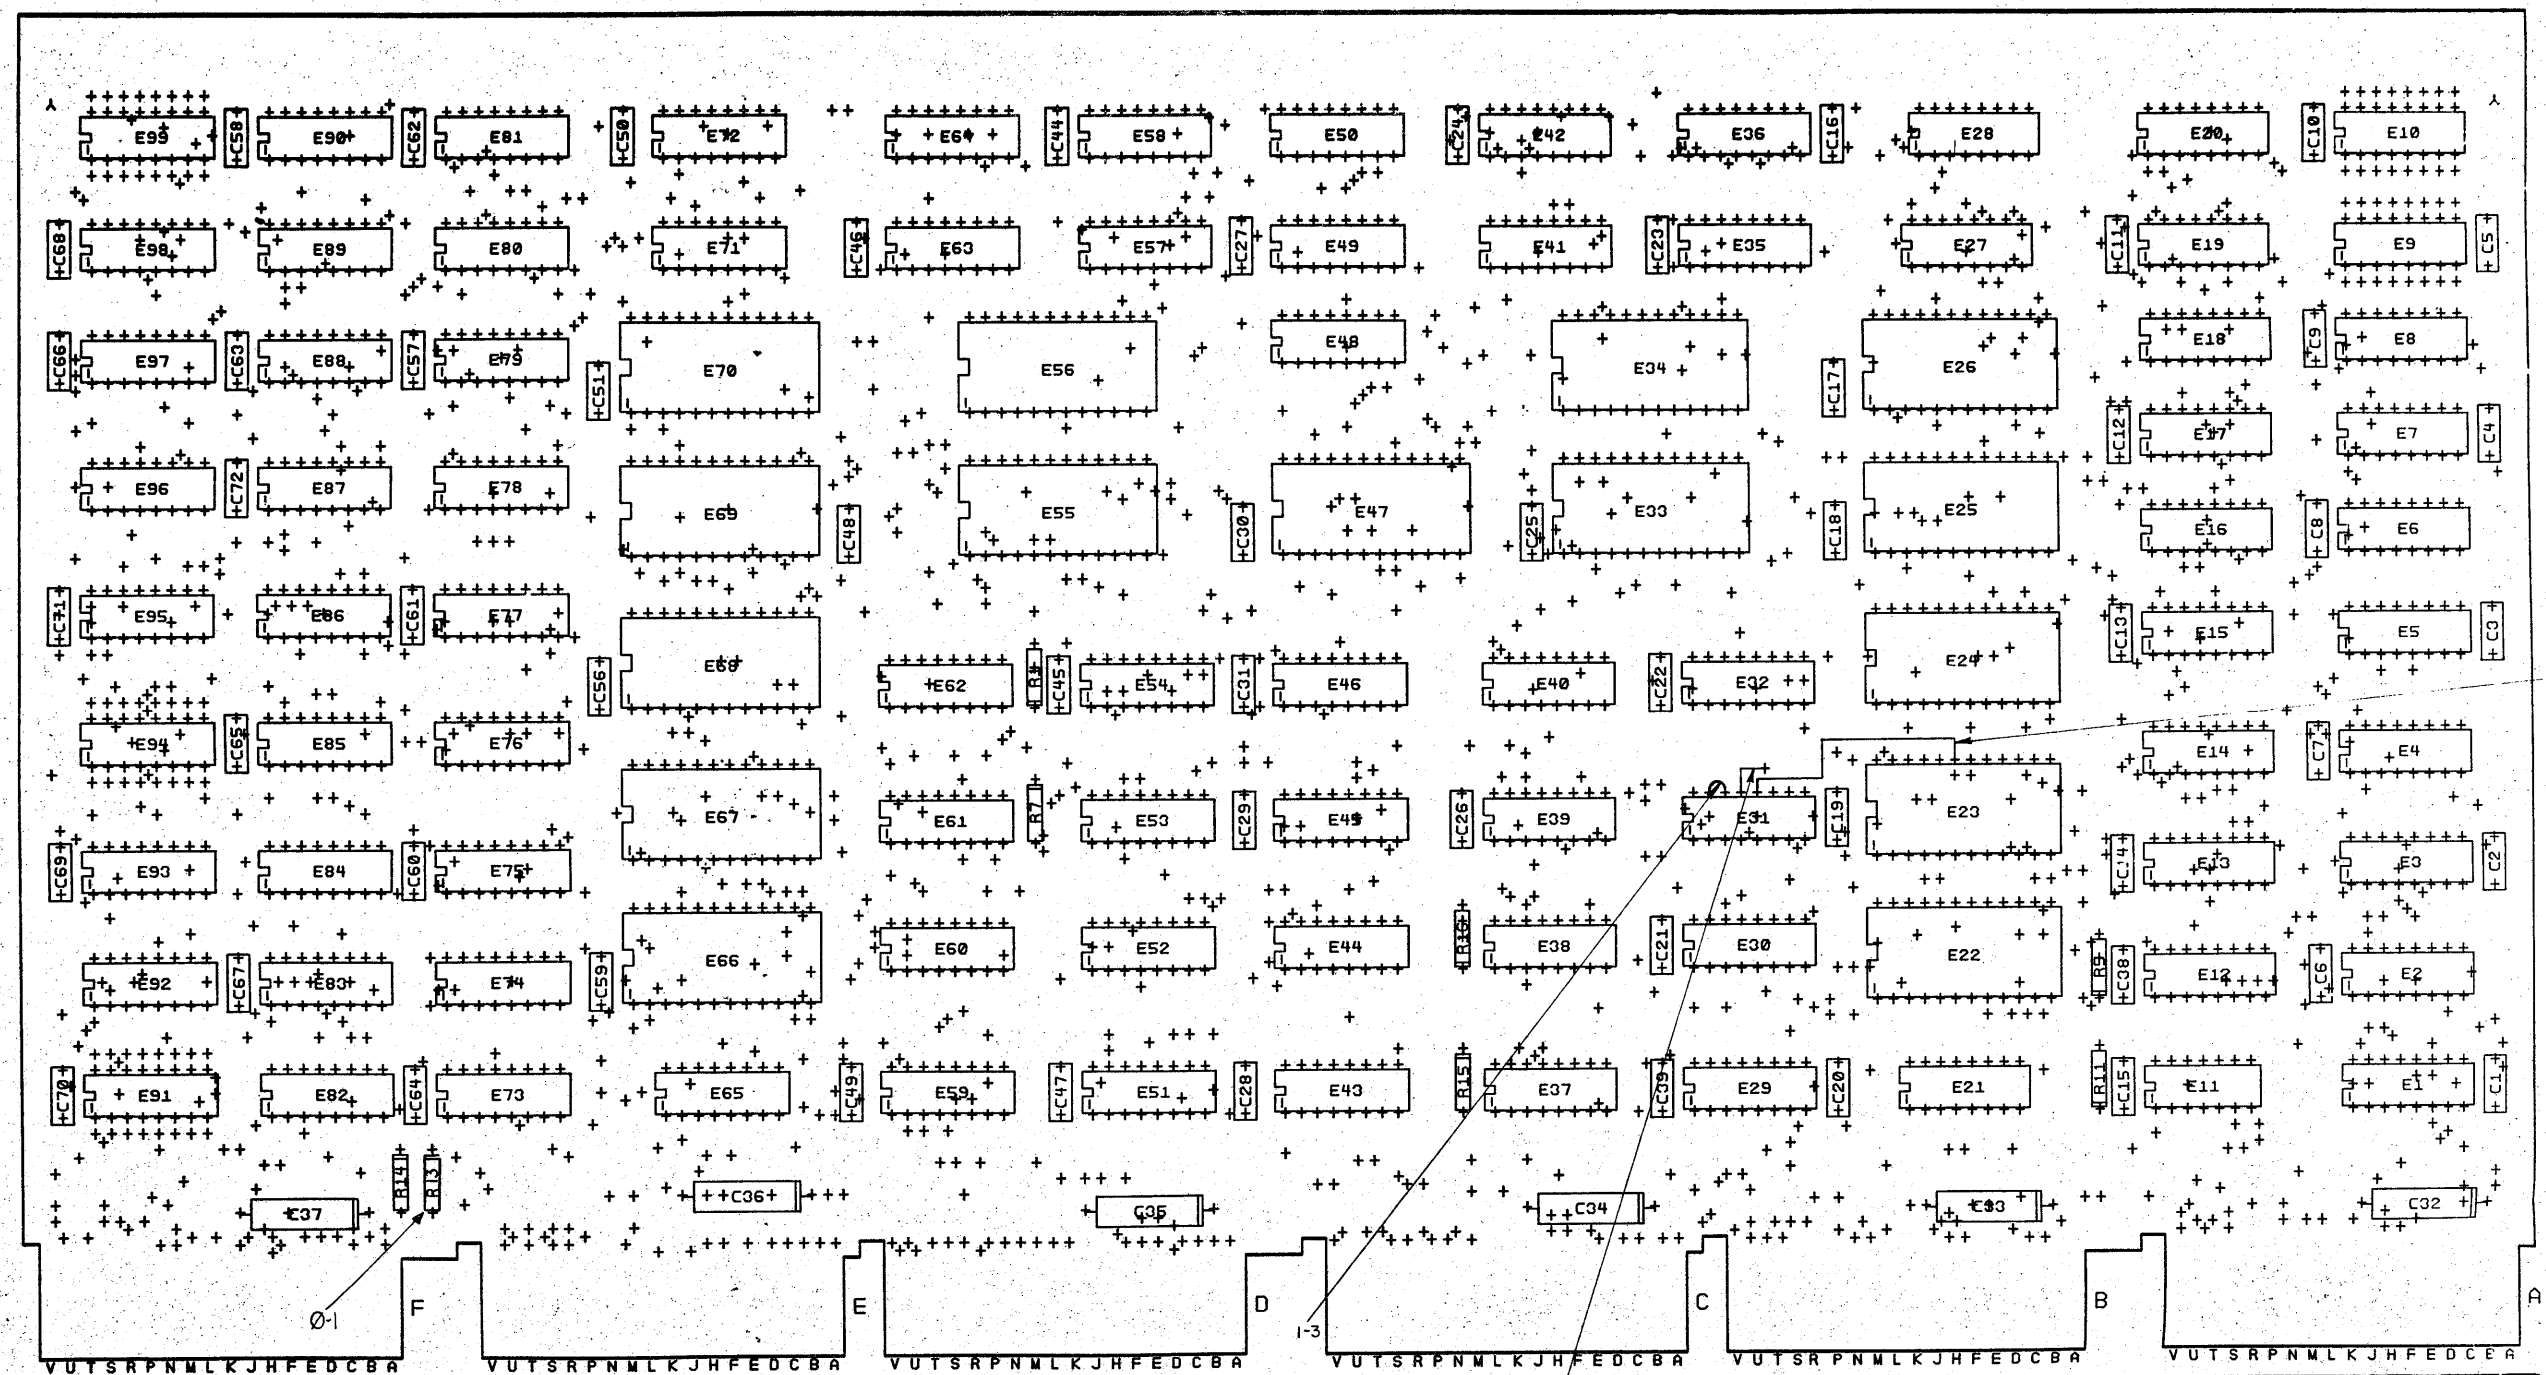 E99 C58 E90 C62 E81 C50 E72 E64 C44 E58 E50 C24 E42 E36 C16 E28 E20 C10 E10
C68 E98 E89 E80 E71 C46 E63 E57 C27 E49 E41 C23 E35 E27 C11 E19 E9 C5
C66 E97 C63 E88 C57 E79 C51 E70 E56 E48 E34 C17 E26 E18 C9 E8
E17 C12 E7 C4
E96 C72 E87 E78 E69 C48 E55 C30 E47 C25 E33 C18 E25 E16 C8 E6
C71 E95 E86 C61 E77 C56 E68 E62 C45 E54 C31 E46 E40 C22 E32 E24 C13 E15 E5 C3
E94 C65 E85 E76 E14 C7 E4
E67 E61 R7 E53 C29 E45 C26 E39 E31 C19 E23
C69 E93 E84 C60 E75 C14 E13 E3 C2
E92 C67 E83 E74 C59 E66 E60 E52 E44 R16 E38 C21 E30 E22 R9 C38 E12 C6 E2
C70 E91 E82 C64 E73 E65 C49 E59 C47 E51 C28 E43 R15 E37 C39 E29 C20 E21 R11 C15 E11 E1 C1
C37 R14 R13 C36 C35 C34 C33 C32
Ø-1 F E D 1-3 C B A
V U T S R P N M L K J H F E D C B A V U T S R P N M L K J H F E D C B A V U T S R P N M L K J H F E D C B A V U T S R P N M L K J H F E D C B A V U T S R P N M L K J H F E D C B A V U T S R P N M L K J H F E D C E A